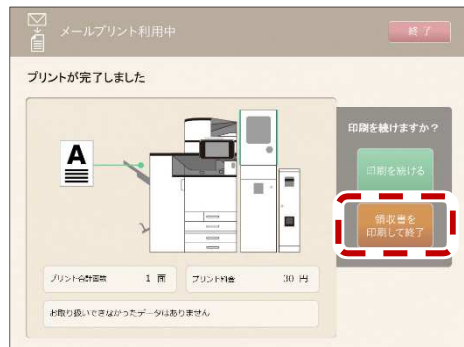 メールプリント利用中
終了
プリントが完了しました
A
印刷を続けますか？
印刷を続ける
領収書を
印刷して終了
プリント合計面数 1 面
プリント料金 30 円
お取り扱いできなかったデータはありません